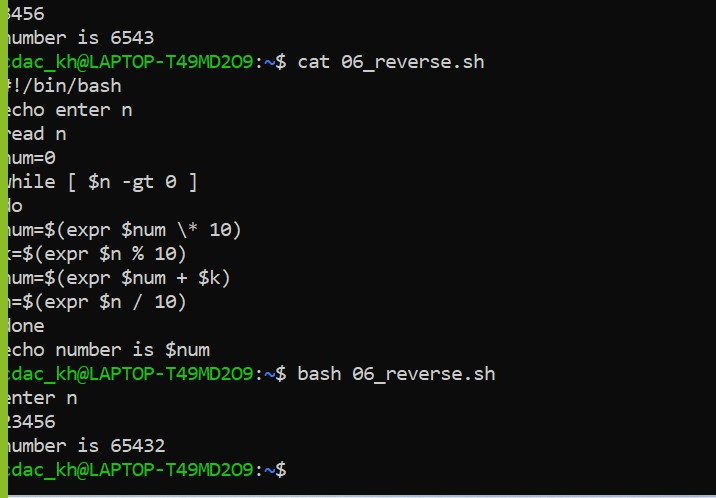 3456
number is 6543
cdac_kh@LAPTOP-T49MD2O9:~$ cat 06_reverse.sh
#!/bin/bash
echo enter n
read n
num=0
while [ $n -gt 0 ]
do
num=$(expr $num \* 10)
k=$(expr $n % 10)
num=$(expr $num + $k)
n=$(expr $n / 10)
done
echo number is $num
cdac_kh@LAPTOP-T49MD2O9:~$ bash 06_reverse.sh
enter n
23456
number is 65432
cdac_kh@LAPTOP-T49MD2O9:~$